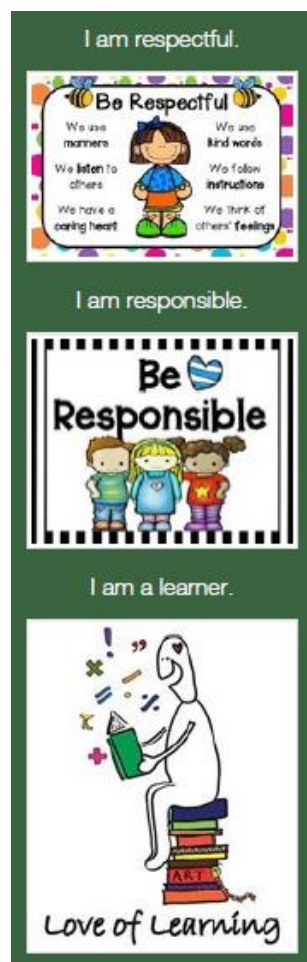 I am respectful.
Be Respectful
We use
manners
We listen to
others
We have a
caring heart
We use
kind words
We follow
instructions
We think of
others' feelings
I am responsible.
Be
Responsible
I am a learner.
! ”
× =
÷ %
+
ART
Love of Learning